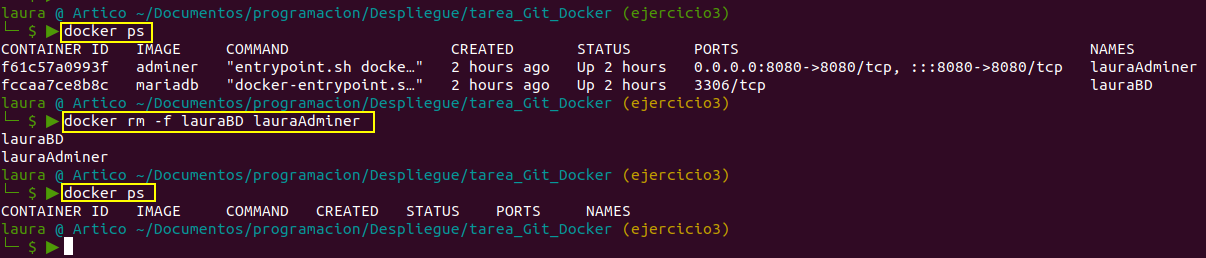 laura @ Artico ~/Documentos/programacion/Despliegue/tarea_Git_Docker (ejercicio3)
└─ $ ▶ docker ps
CONTAINER ID   IMAGE     COMMAND                  CREATED       STATUS       PORTS                                       NAMES
f61c57a0993f   adminer   "entrypoint.sh docke…"   2 hours ago   Up 2 hours   0.0.0.0:8080->8080/tcp, :::8080->8080/tcp   lauraAdminer
fccaa7ce8b8c   mariadb   "docker-entrypoint.s…"   2 hours ago   Up 2 hours   3306/tcp                                    lauraBD
laura @ Artico ~/Documentos/programacion/Despliegue/tarea_Git_Docker (ejercicio3)
└─ $ ▶ docker rm -f lauraBD lauraAdminer
lauraBD
lauraAdminer
laura @ Artico ~/Documentos/programacion/Despliegue/tarea_Git_Docker (ejercicio3)
└─ $ ▶ docker ps
CONTAINER ID   IMAGE     COMMAND   CREATED   STATUS    PORTS     NAMES
laura @ Artico ~/Documentos/programacion/Despliegue/tarea_Git_Docker (ejercicio3)
└─ $ ▶